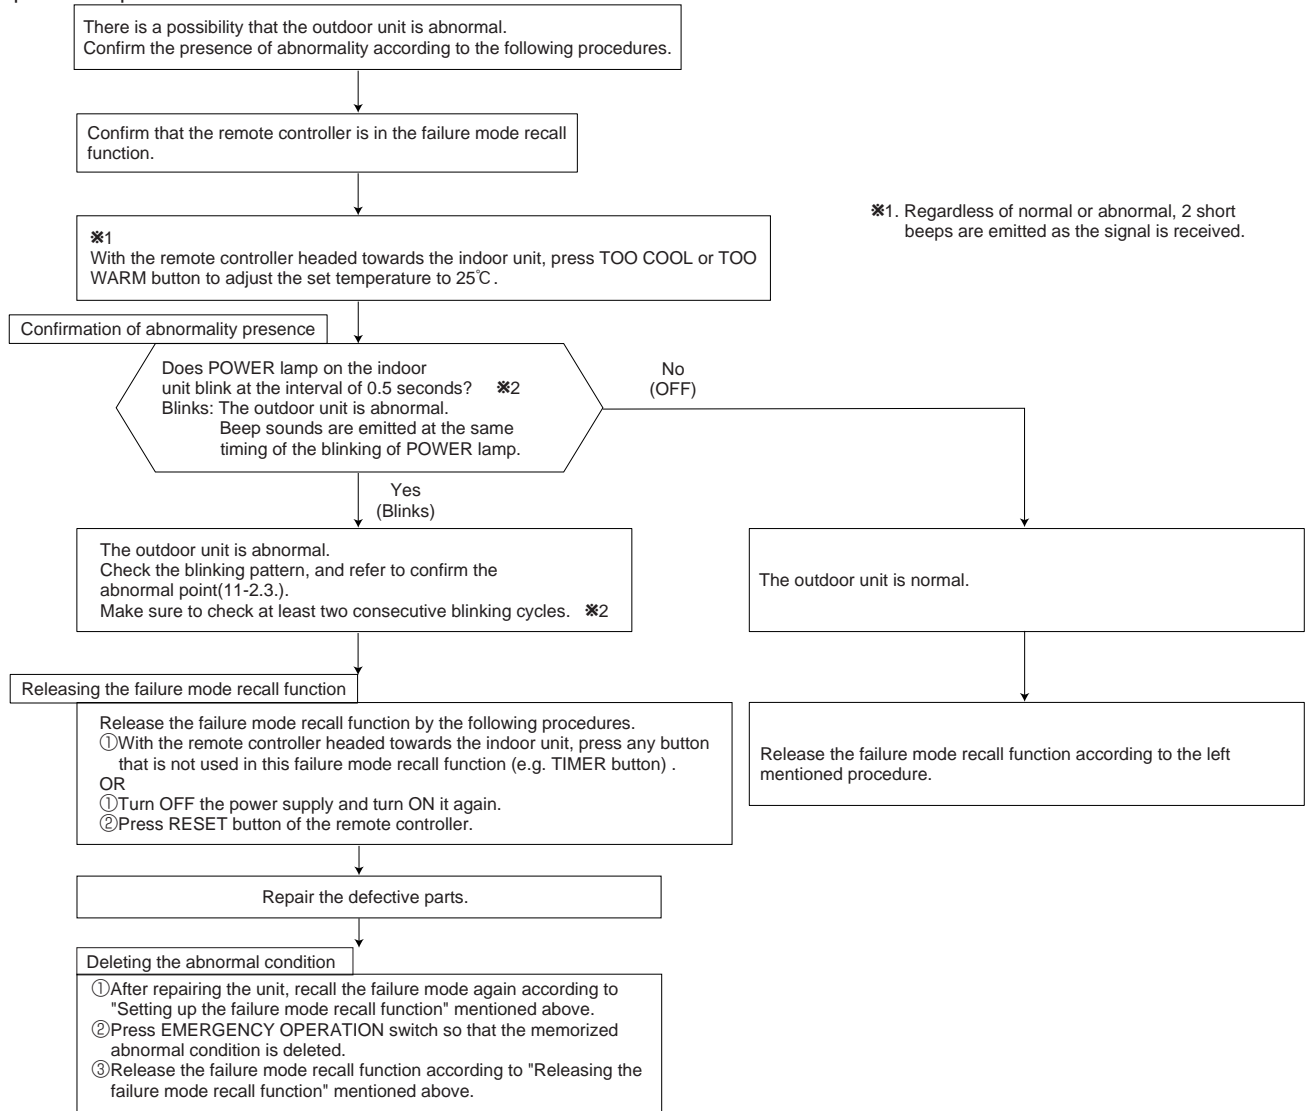 There is a possibility that the outdoor unit is abnormal.
Confirm the presence of abnormality according to the following procedures.
Confirm that the remote controller is in the failure mode recall
function.
※1
With the remote controller headed towards the indoor unit, press TOO COOL or TOO
WARM button to adjust the set temperature to 25℃.
※1. Regardless of normal or abnormal, 2 short
beeps are emitted as the signal is received.
Confirmation of abnormality presence
Does POWER lamp on the indoor
unit blink at the interval of 0.5 seconds? ※2
Blinks: The outdoor unit is abnormal.
Beep sounds are emitted at the same
timing of the blinking of POWER lamp.
No
(OFF)
Yes
(Blinks)
The outdoor unit is abnormal.
Check the blinking pattern, and refer to confirm the
abnormal point(11-2.3.).
Make sure to check at least two consecutive blinking cycles. ※2
The outdoor unit is normal.
Releasing the failure mode recall function
Release the failure mode recall function by the following procedures.
①With the remote controller headed towards the indoor unit, press any button
that is not used in this failure mode recall function (e.g. TIMER button) .
OR
①Turn OFF the power supply and turn ON it again.
②Press RESET button of the remote controller.
Release the failure mode recall function according to the left
mentioned procedure.
Repair the defective parts.
Deleting the abnormal condition
①After repairing the unit, recall the failure mode again according to
"Setting up the failure mode recall function" mentioned above.
②Press EMERGENCY OPERATION switch so that the memorized
abnormal condition is deleted.
③Release the failure mode recall function according to "Releasing the
failure mode recall function" mentioned above.